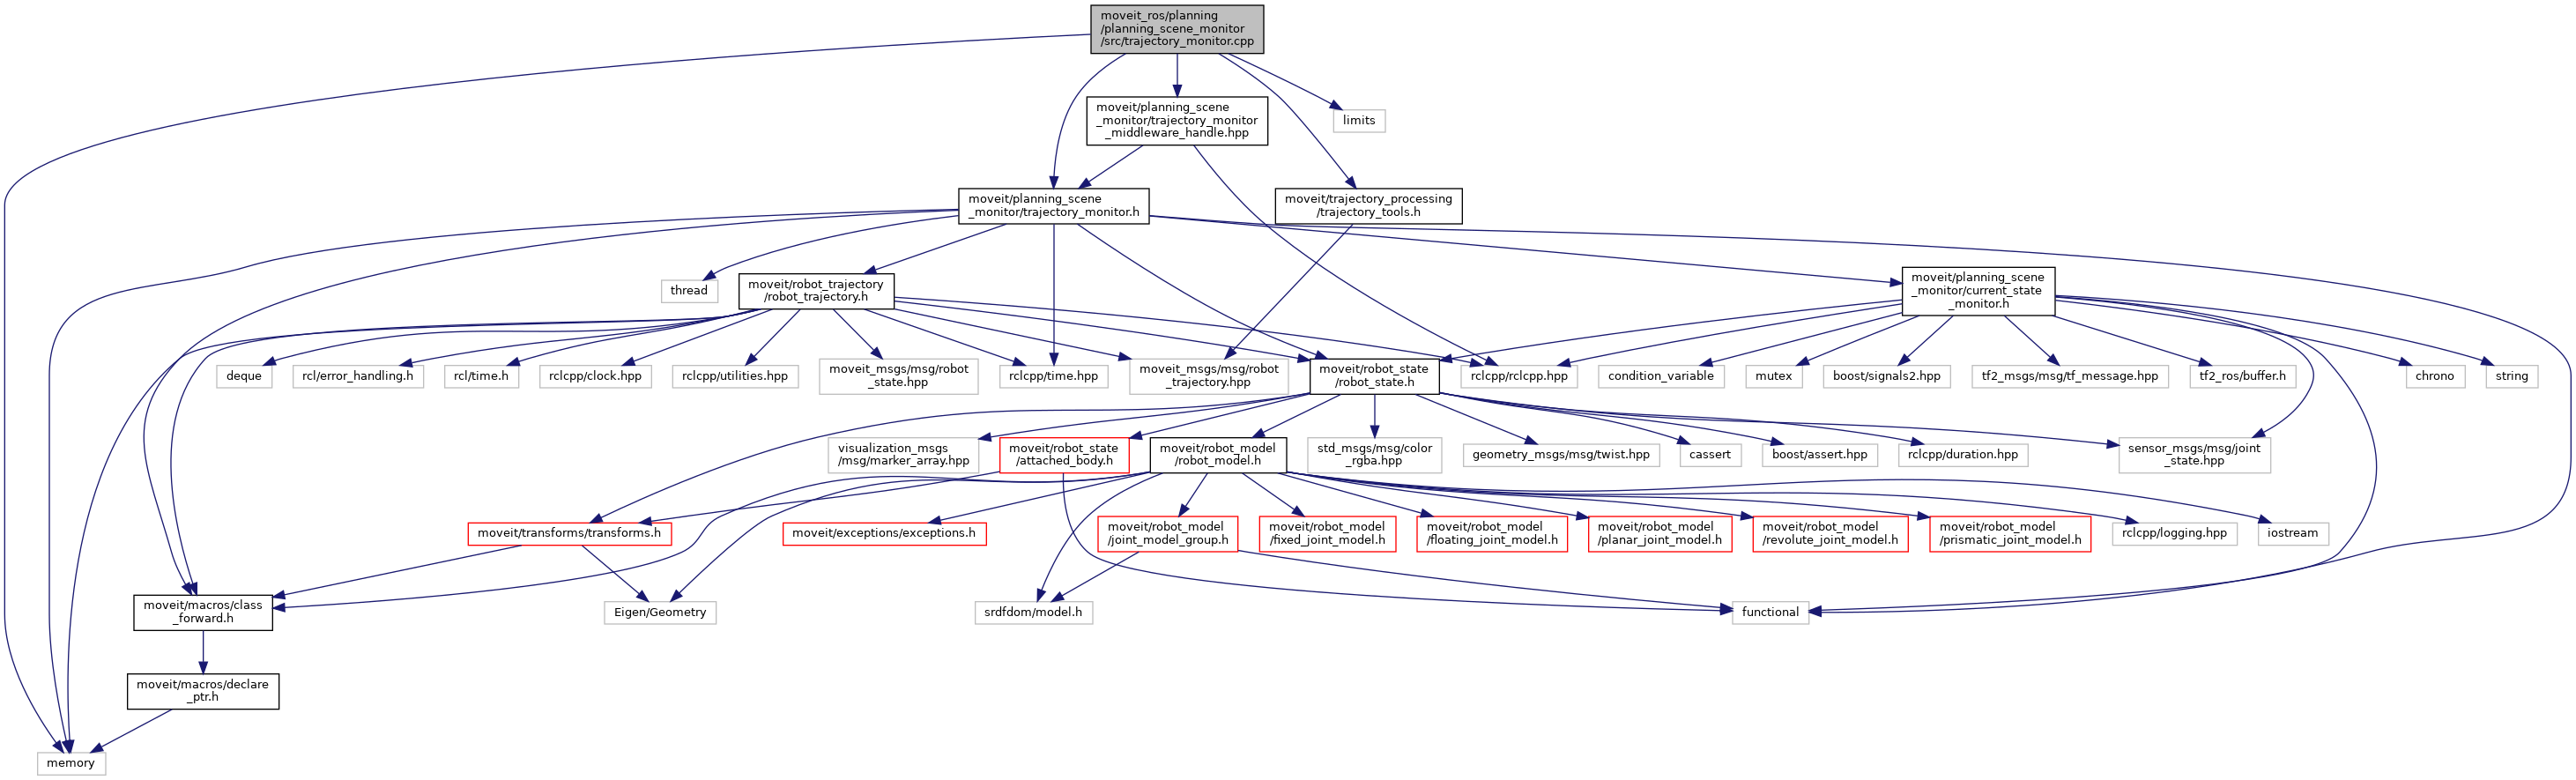 moveit_ros/planning
/planning_scene_monitor
/src/trajectory_monitor.cpp
moveit/planning_scene
_monitor/trajectory_monitor
_middleware_handle.hpp
limits
moveit/planning_scene
_monitor/trajectory_monitor.h
moveit/trajectory_processing
/trajectory_tools.h
thread
moveit/robot_trajectory
/robot_trajectory.h
moveit/planning_scene
_monitor/current_state
_monitor.h
deque
rcl/error_handling.h
rcl/time.h
rclcpp/clock.hpp
rclcpp/utilities.hpp
moveit_msgs/msg/robot
_state.hpp
rclcpp/time.hpp
moveit_msgs/msg/robot
_trajectory.hpp
moveit/robot_state
/robot_state.h
rclcpp/rclcpp.hpp
condition_variable
mutex
boost/signals2.hpp
tf2_msgs/msg/tf_message.hpp
tf2_ros/buffer.h
chrono
string
visualization_msgs
/msg/marker_array.hpp
moveit/robot_state
/attached_body.h
moveit/robot_model
/robot_model.h
std_msgs/msg/color
_rgba.hpp
geometry_msgs/msg/twist.hpp
cassert
boost/assert.hpp
rclcpp/duration.hpp
sensor_msgs/msg/joint
_state.hpp
moveit/transforms/transforms.h
moveit/exceptions/exceptions.h
moveit/robot_model
/joint_model_group.h
moveit/robot_model
/fixed_joint_model.h
moveit/robot_model
/floating_joint_model.h
moveit/robot_model
/planar_joint_model.h
moveit/robot_model
/revolute_joint_model.h
moveit/robot_model
/prismatic_joint_model.h
rclcpp/logging.hpp
iostream
moveit/macros/class
_forward.h
Eigen/Geometry
srdfdom/model.h
functional
moveit/macros/declare
_ptr.h
memory